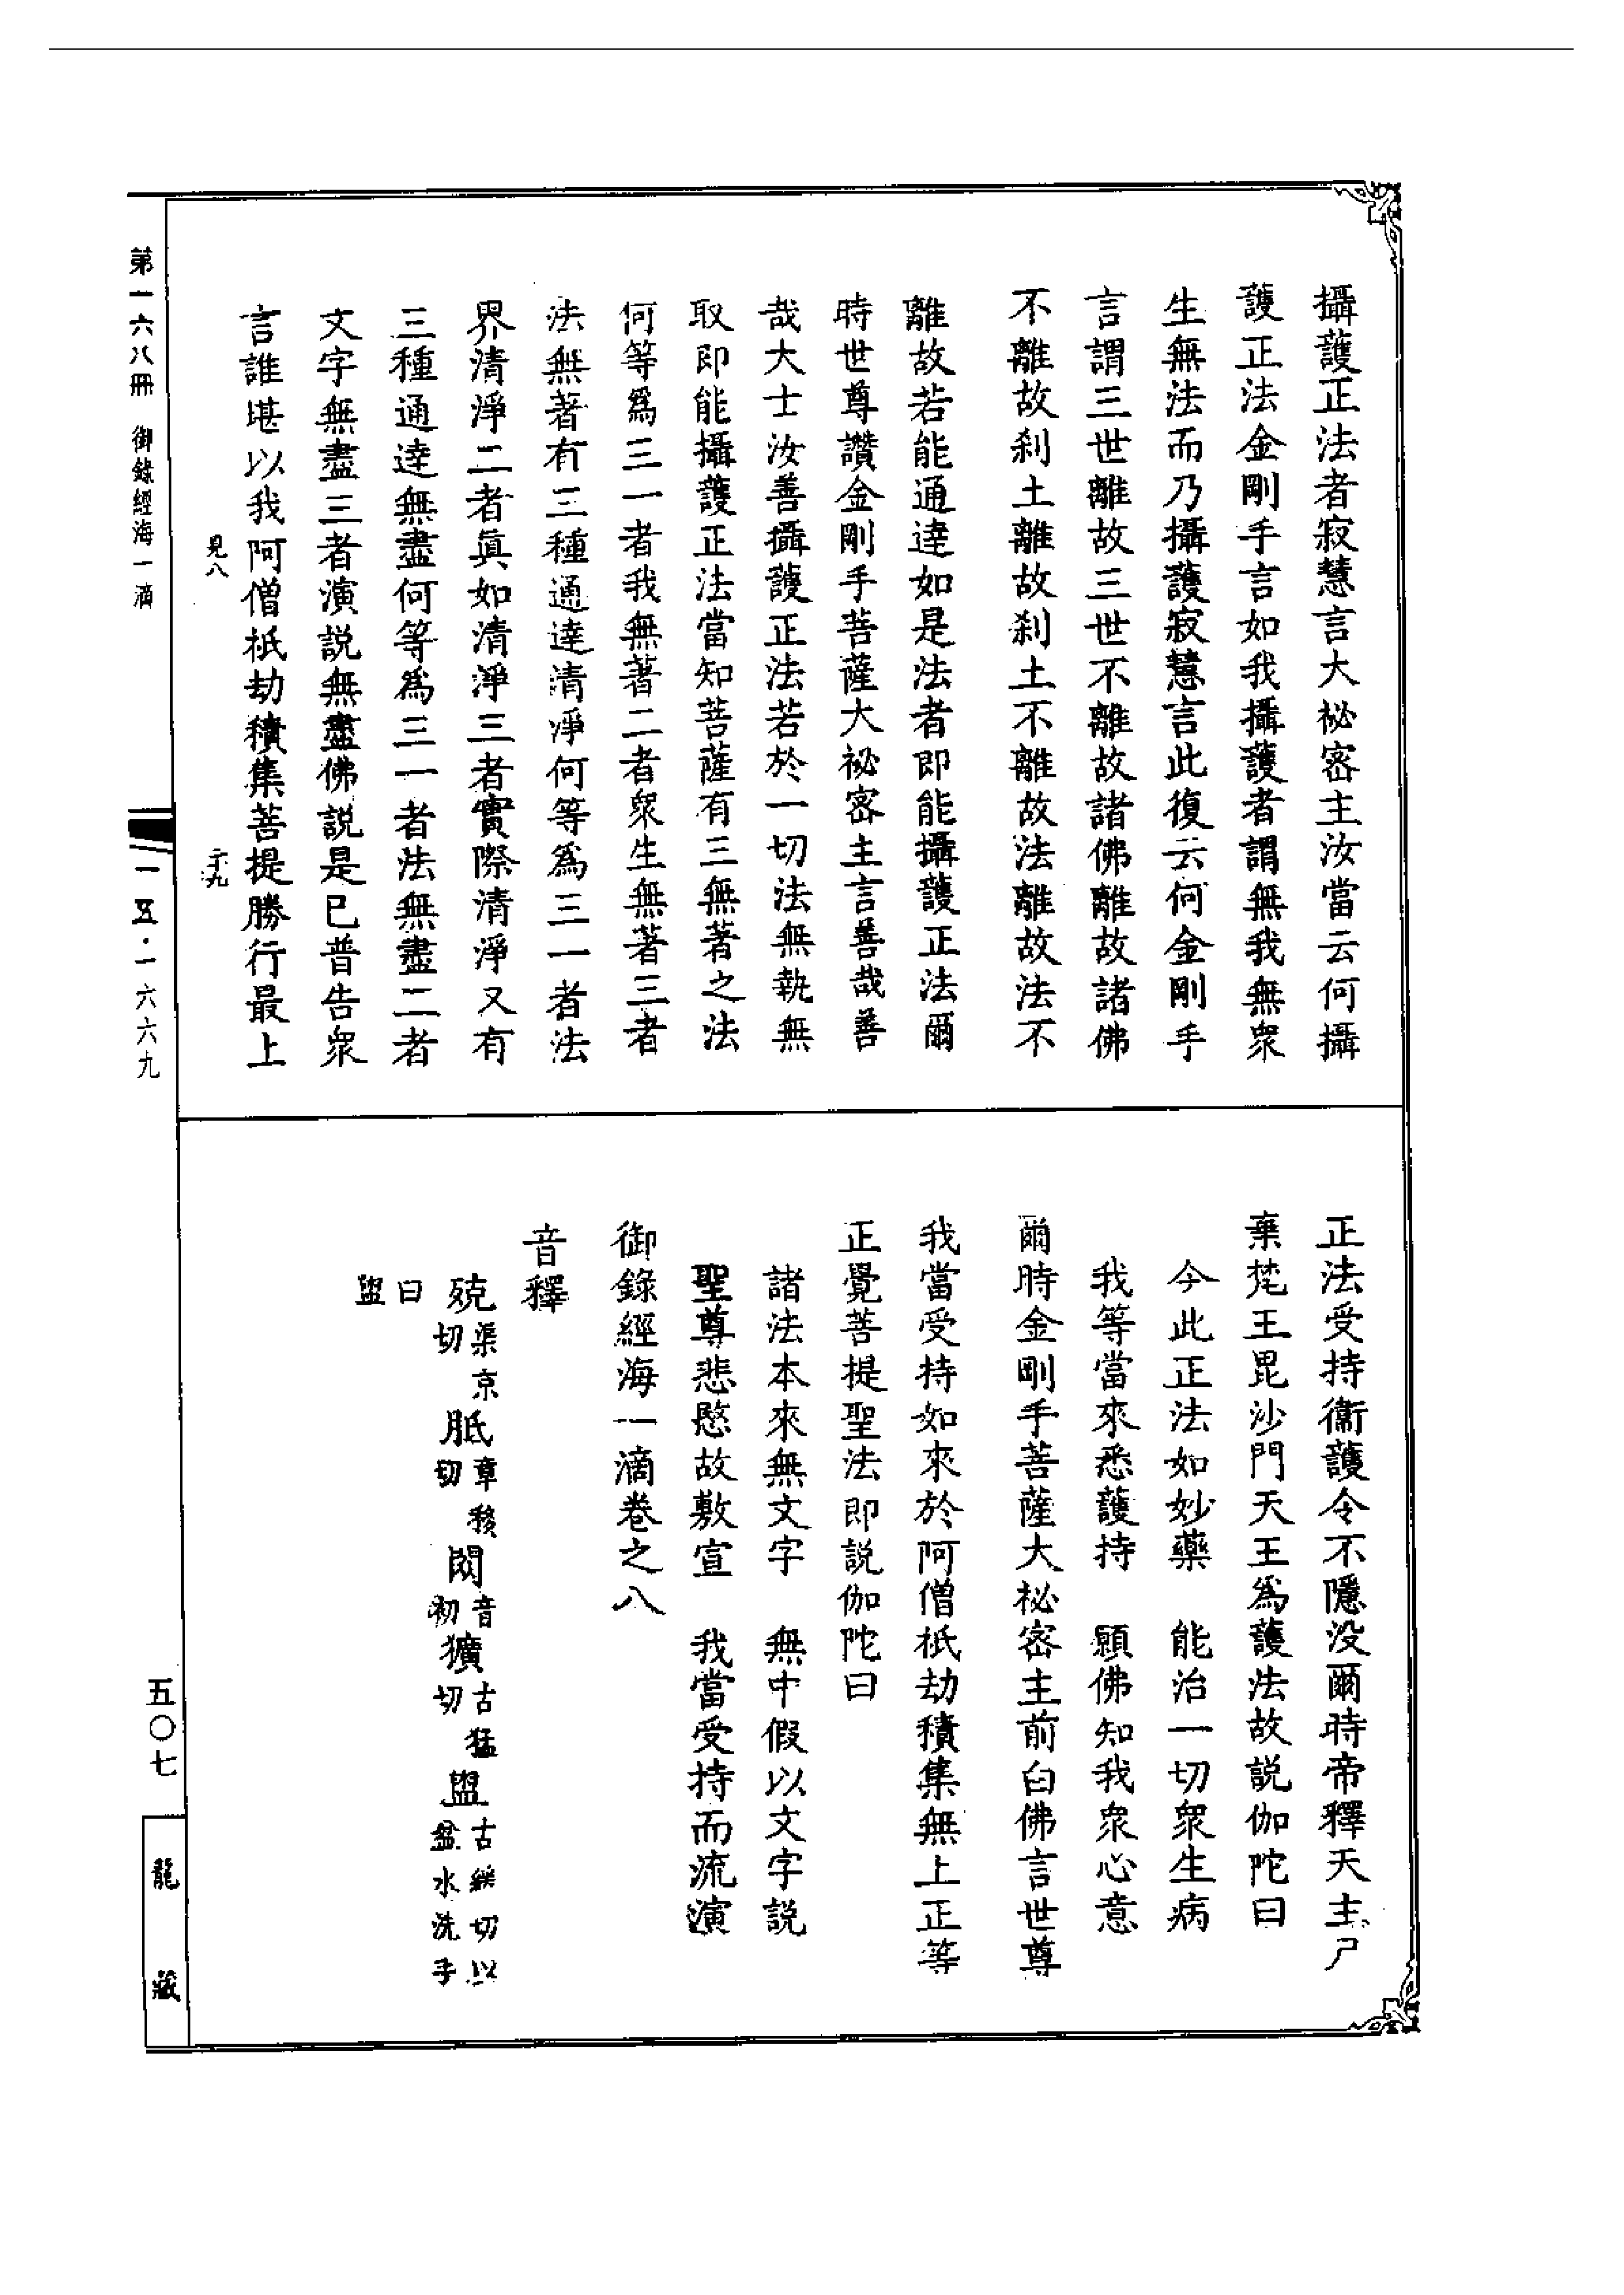 攝護正法者寂慧言大祕密主汝當云何攝
護正法金剛手言如我攝護者謂無我無衆
生無法而乃攝護寂慧言此復云何金剛手
言謂三世離故三世不離故諸佛離故諸佛
不離故刹土離故刹土不離故法離故法不
離故若能通達如是法者即能攝護正法爾
時世尊讚金剛手菩薩大祕密主言善哉善
哉大士汝善攝護正法若於一切法無執無
取即能攝護正法當知菩薩有三無著之法
何等爲三一者我無著二者衆生無著三者
法無著有三種通達清淨何等爲三一者法
界清淨二者眞如清淨三者實際清淨又有
三種通達無盡何等爲三一者法無盡二者
文字無盡三者演說無盡佛說是已普告衆
言誰堪以我阿僧祇劫積集菩提勝行最上
正法受持衞護令不隱没爾時帝釋天主尸
棄梵王毘沙門天王爲護法故說伽陀曰
今此正法如妙藥　能治一切衆生病
我等當來悉護持　願佛知我衆心意
爾時金剛手菩薩大祕密主前白佛言世尊
我當受持如來於阿僧祇劫積集無上正等
正覺菩提聖法即說伽陀曰
諸法本來無文字　無中假以文字說
聖尊悲愍故敷宣　我當受持而流演
御錄經海一滴卷之八
音釋
殑渠京切 胝章移切 閦音初 獷古猛切 盥古緩切以盆水洗手
曰盥
見八　二十九
第一六八冊　御錄經海一滴
一一五·一六六九
五〇七
龍藏